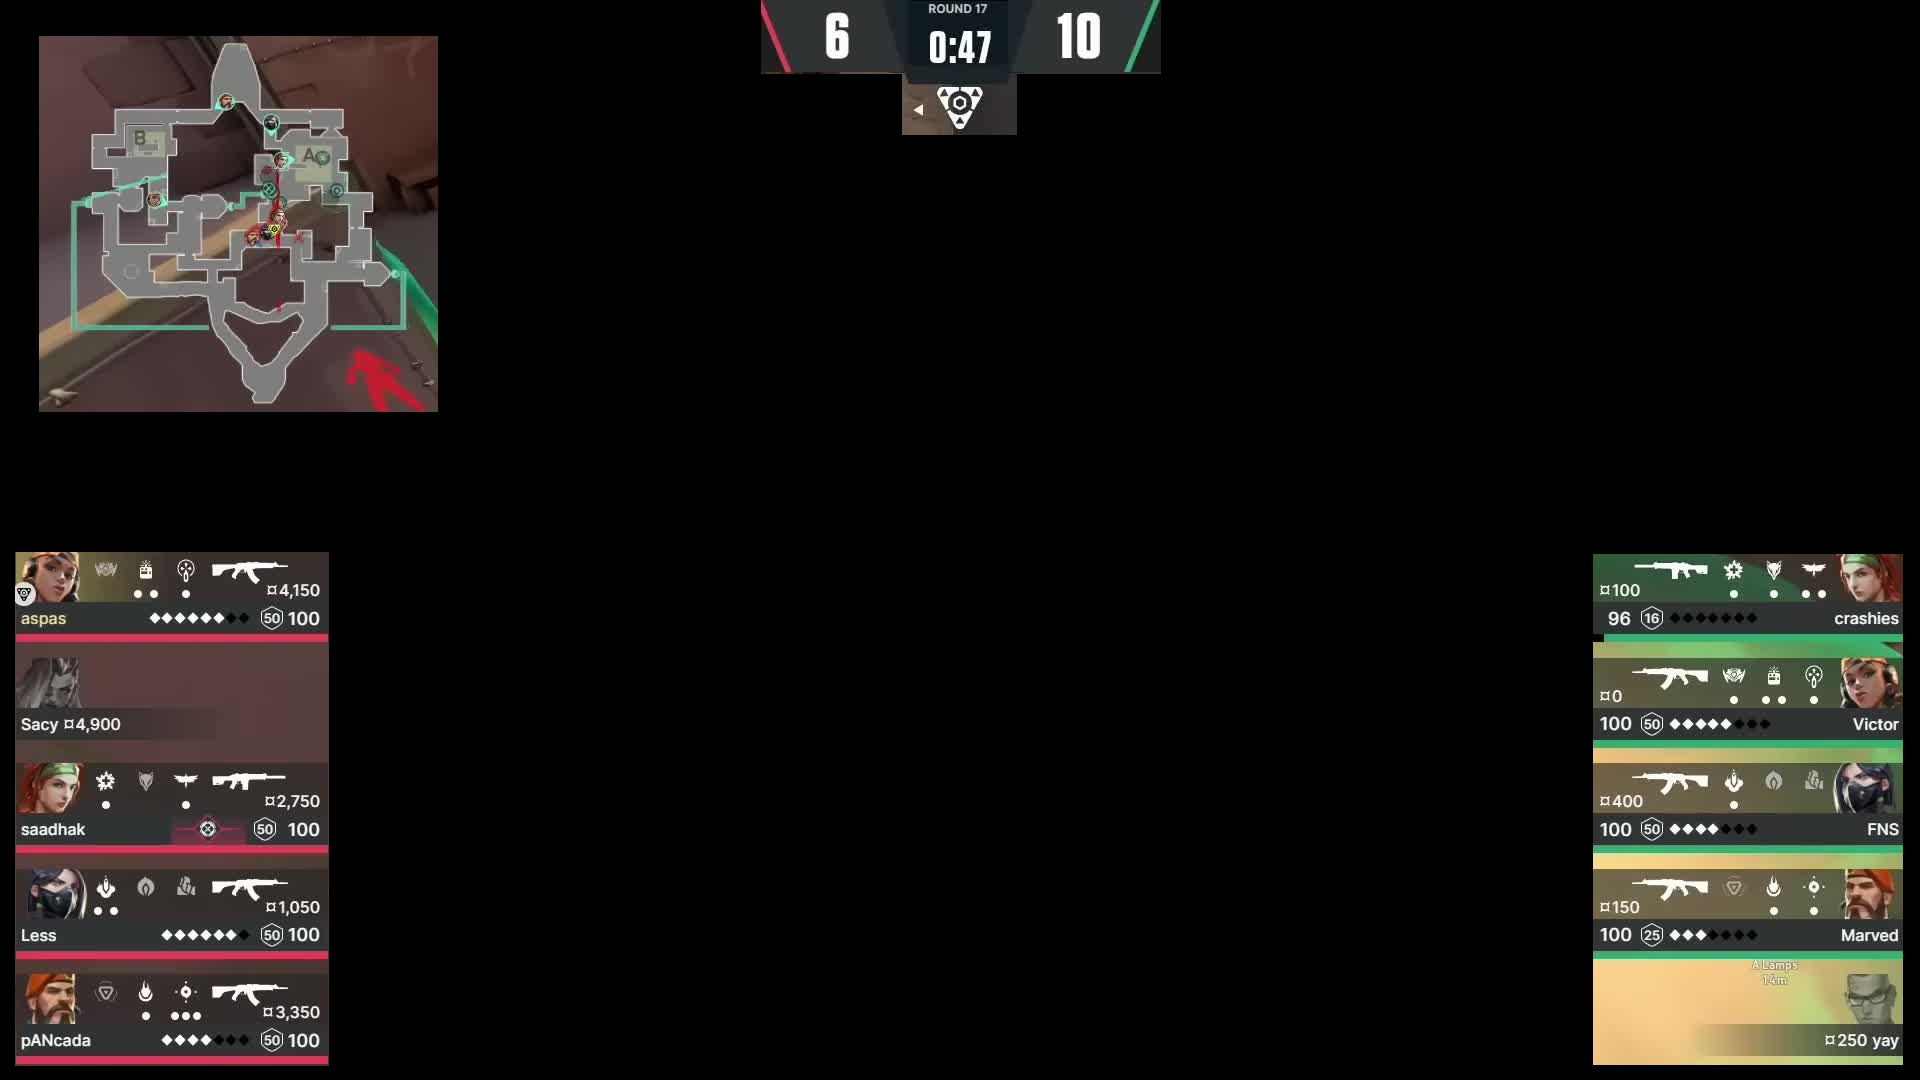 ROUND 17
6
0:47
10
B
A
¤4,150
aspas
50 100
Sacy ¤4,900
¤2,750
saadhak
50 100
¤1,050
Less
50 100
¤3,350
pANcada
50 100
¤100
96 16
crashies
¤0
100 50
Victor
¤400
100 50
FNS
¤150
100 25
Marved
A Lamps
14m
¤250 yay